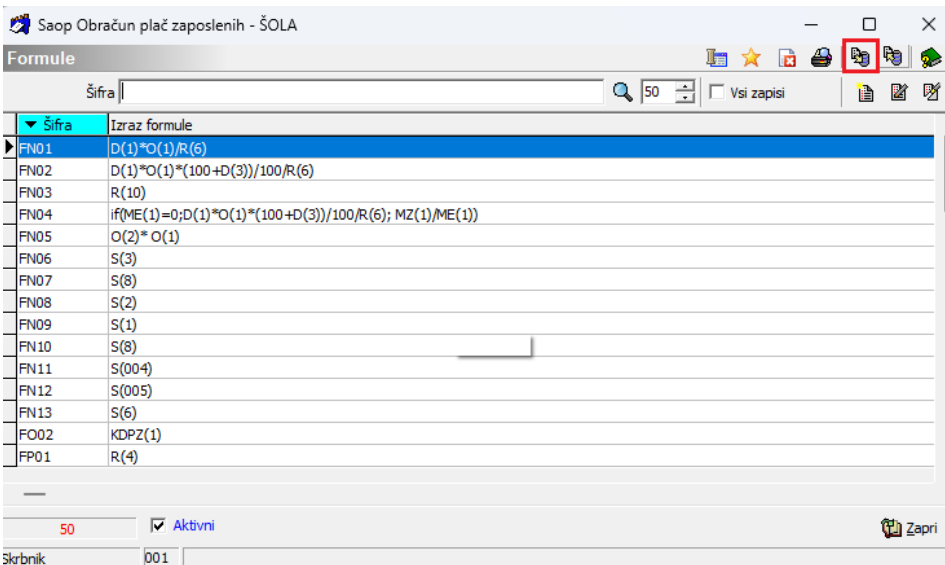 Saop Obračun plač zaposlenih - ŠOLA
Formule
Šifra 50 Vsi zapisi
Šifra Izraz formule
FN01 D(1)*O(1)/R(6)
FN02 D(1)*O(1)*(100+D(3))/100/R(6)
FN03 R(10)
FN04 if(ME(1)=0;D(1)*O(1)*(100+D(3))/100/R(6); MZ(1)/ME(1))
FN05 O(2)* O(1)
FN06 S(3)
FN07 S(8)
FN08 S(2)
FN09 S(1)
FN10 S(8)
FN11 S(004)
FN12 S(005)
FN13 S(6)
FO02 KDPZ(1)
FP01 R(4)
50 Aktivni Zapri
Skrbnik 001